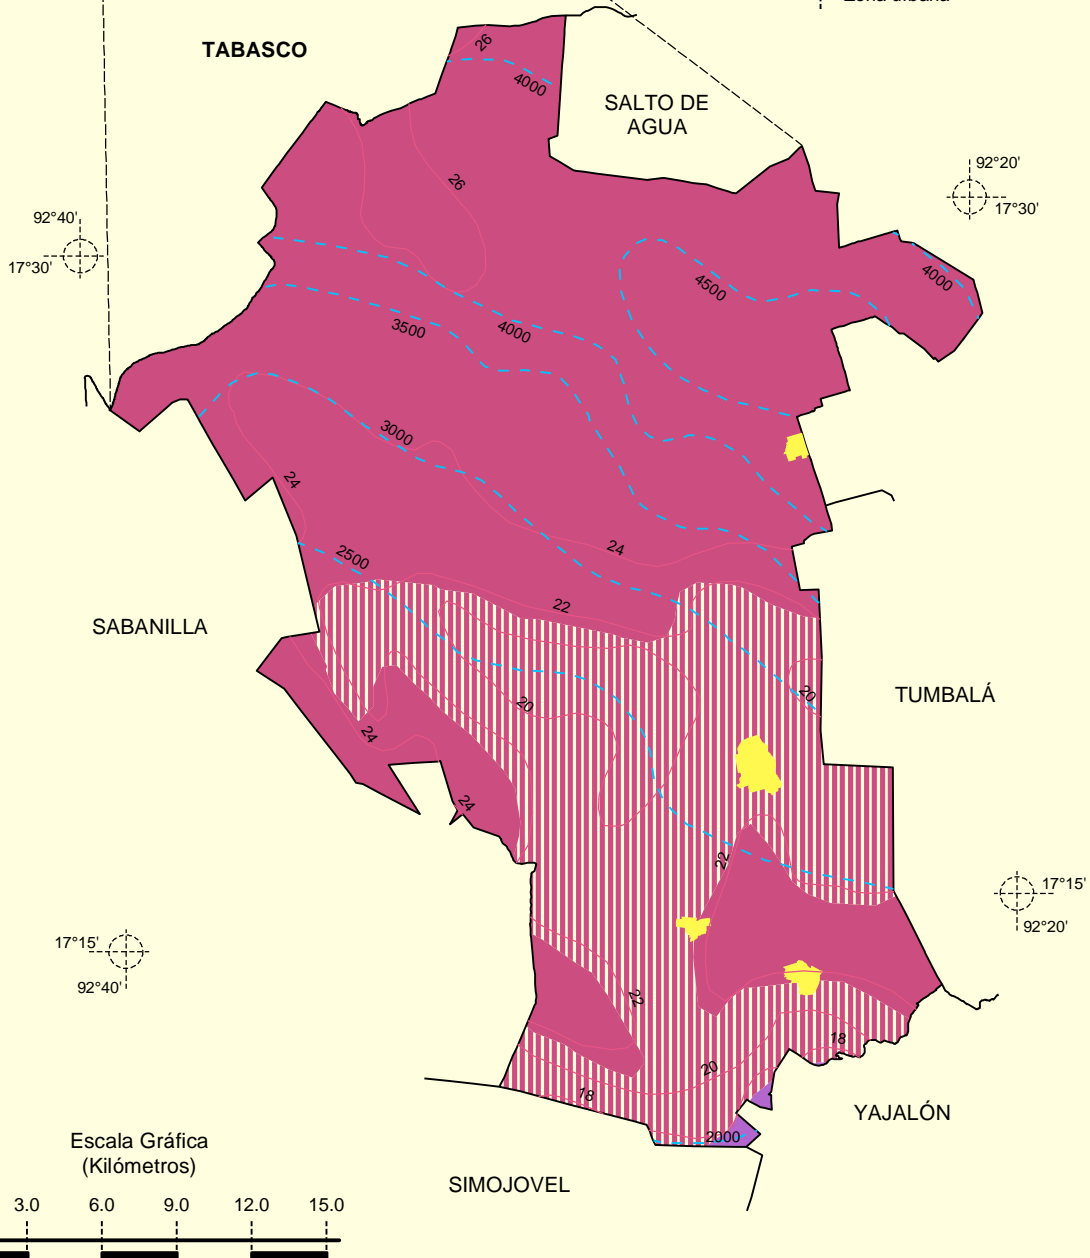 Zona urbana
TABASCO
26
4000
SALTO DE
AGUA
92°20'
17°30'
26
92°40'
17°30'
4500
4000
3500
4000
3000
24
24
2500
22
SABANILLA
20
20
TUMBALÁ
24
24
22
17°15'
92°20'
17°15'
92°40'
22
18
20
18
YAJALÓN
2000
Escala Gráfica
(Kilómetros)
SIMOJOVEL
3.0 6.0 9.0 12.0 15.0